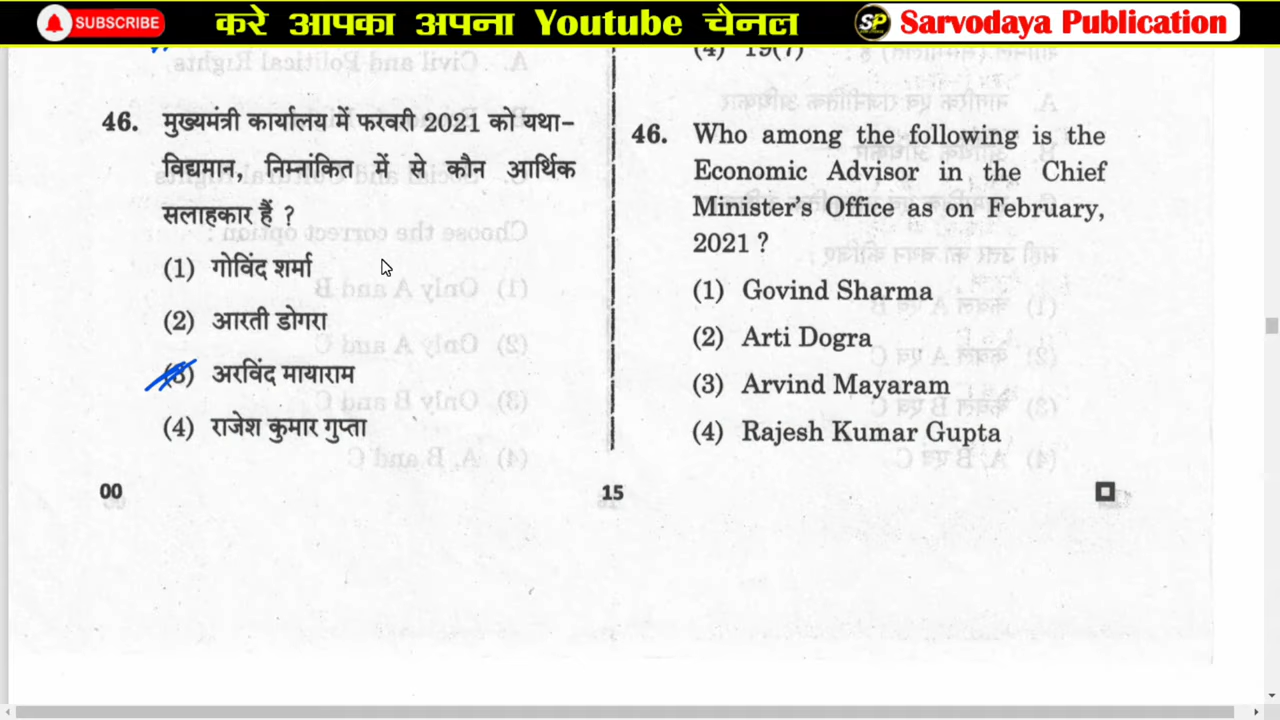 SUBSCRIBE
करे आपका अपना Youtube चैनल
SP
Sarvodaya Publication
46. मुख्यमंत्री कार्यालय में फरवरी 2021 को यथा-
विद्यमान, निम्नांकित में से कौन आर्थिक
सलाहकार हैं ?
(1) गोविंद शर्मा
(2) आरती डोगरा
(3) अरविंद मायाराम
(4) राजेश कुमार गुप्ता
(4) 19(7)
46. Who among the following is the
Economic Advisor in the Chief
Minister's Office as on February,
2021 ?
(1) Govind Sharma
(2) Arti Dogra
(3) Arvind Mayaram
(4) Rajesh Kumar Gupta
00
15